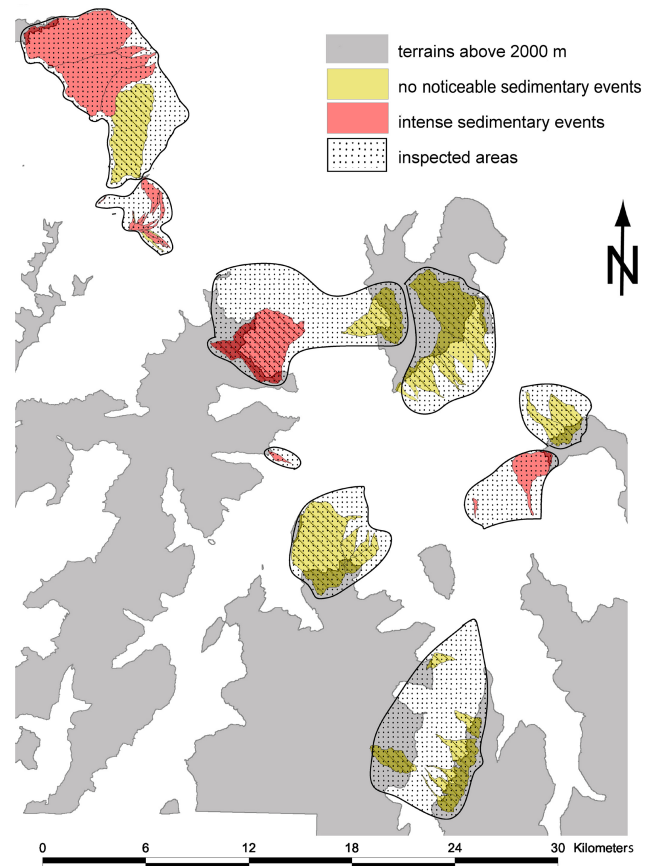 terrains above 2000 m
no noticeable sedimentary events
intense sedimentary events
inspected areas
N
0 6 12 18 24 30 Kilometers